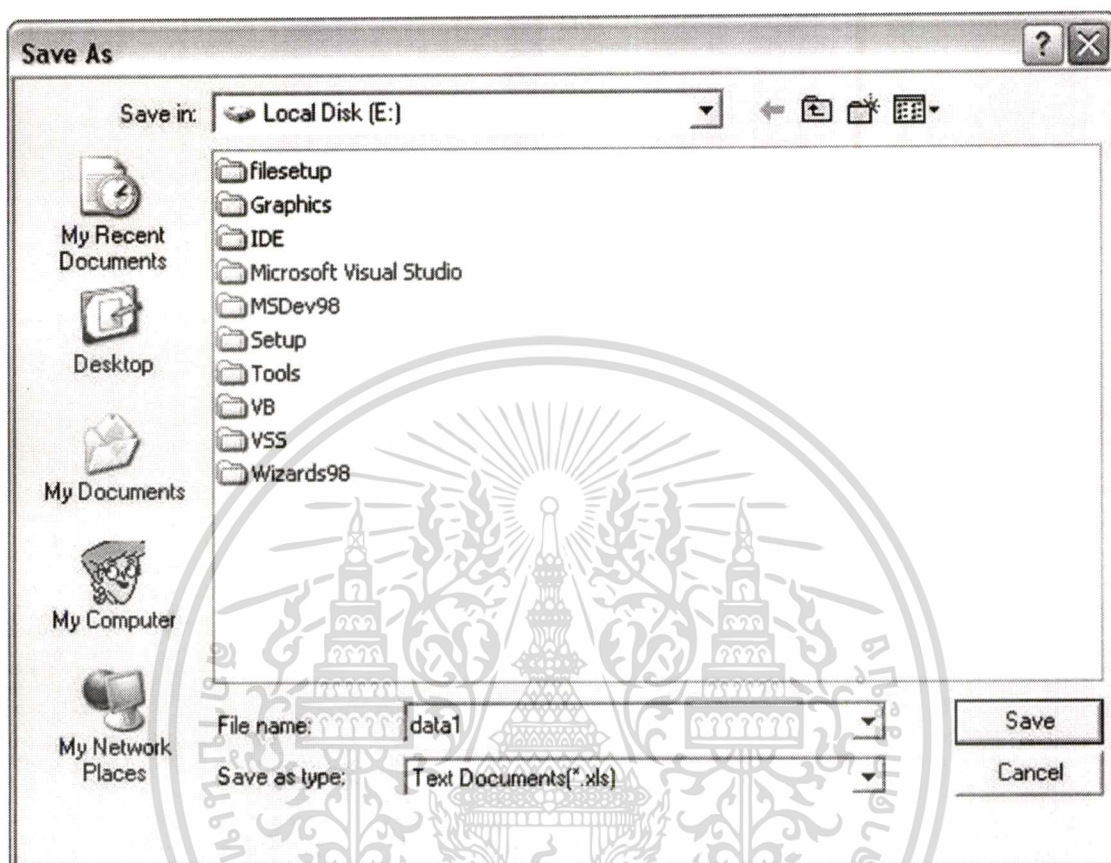 Save As
Save in:
Local Disk (E:)
My Recent Documents
Desktop
My Documents
My Computer
My Network Places
filesetup
Graphics
IDE
Microsoft Visual Studio
MSDev98
Setup
Tools
VB
VSS
Wizards98
File name:
data1
Save
Save as type:
Text Documents(*.xls)
Cancel